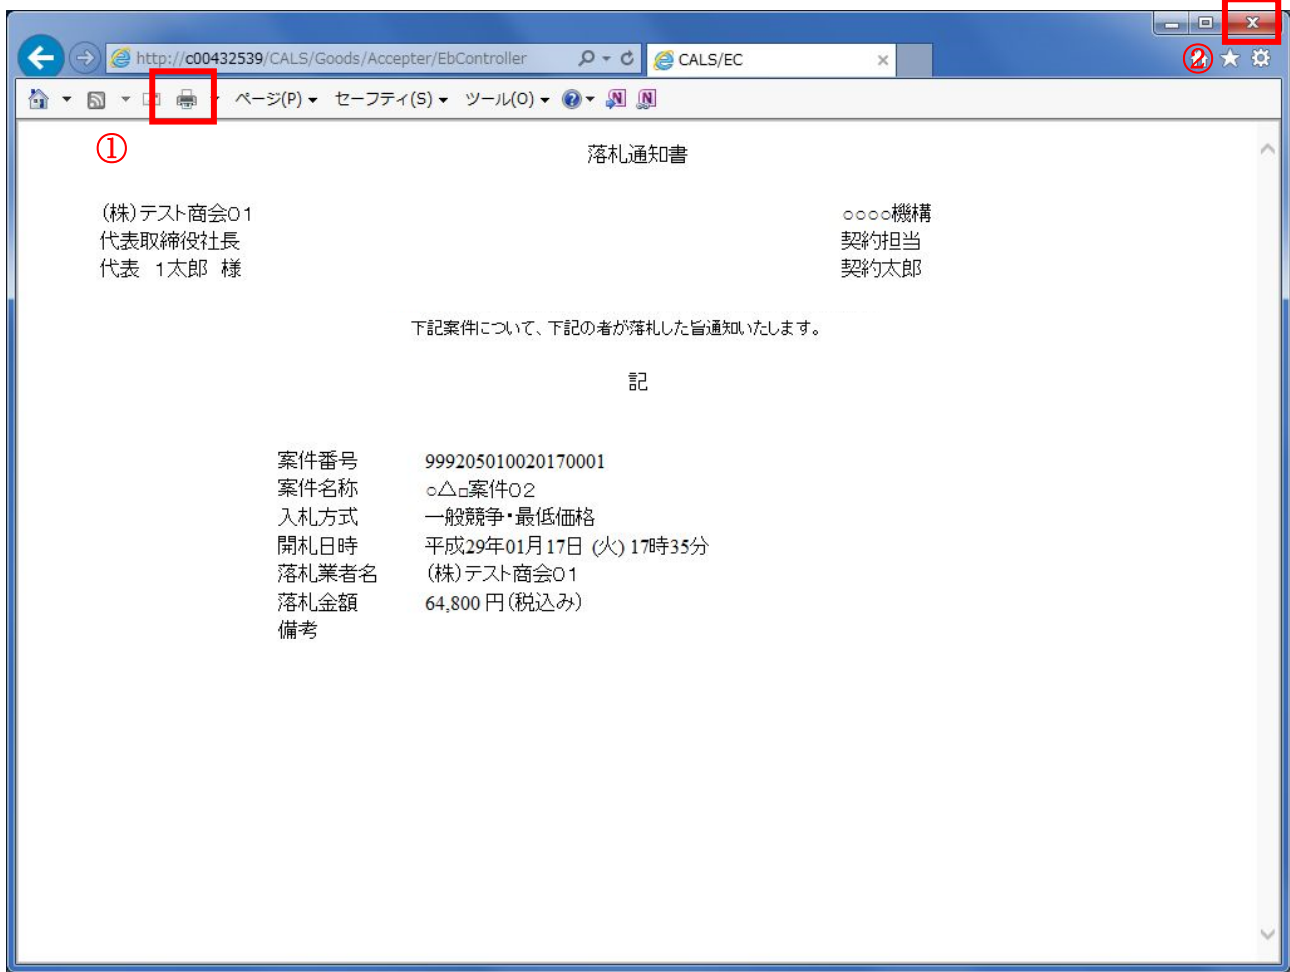 http://c00432539/CALS/Goods/Accepter/EbController
CALS/EC
②
ページ(P) セーフティ(S) ツール(O)
①
落札通知書
(株)テスト商会01
○○○○機構
代表取締役社長
契約担当
代表 1太郎 様
契約太郎
下記案件について、下記の者が落札した旨通知いたします。
記
案件番号 999205010020170001
案件名称 ○△□案件02
入札方式 一般競争・最低価格
開札日時 平成29年01月17日 (火) 17時35分
落札業者名 (株)テスト商会01
落札金額 64,800 円(税込み)
備考